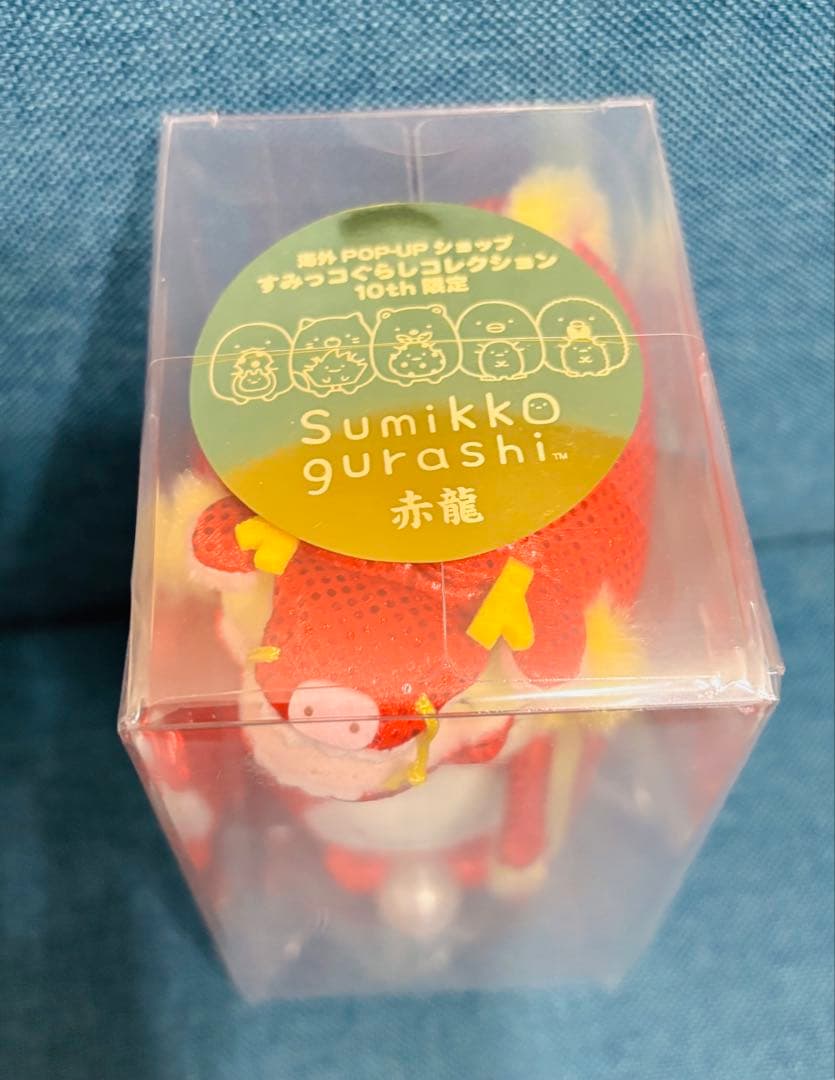 海外 POP-UP ショップ
すみっコぐらしコレクション
10th 限定
Sumikko
gurashi™
赤龍